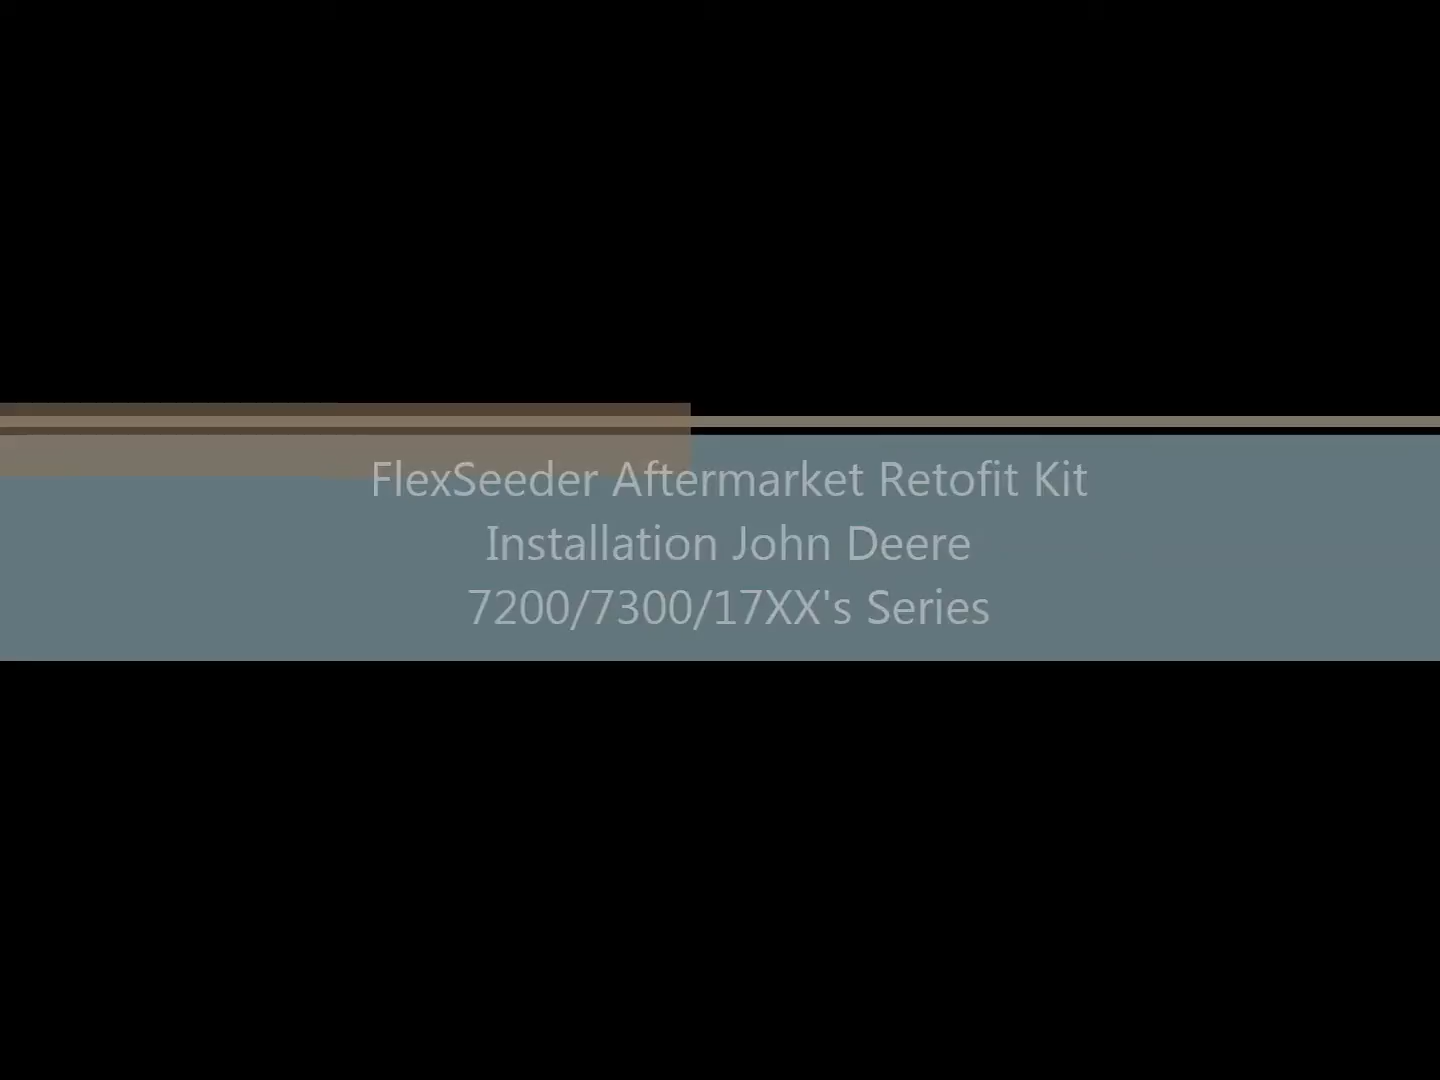 FlexSeeder Aftermarket Retofit Kit
Installation John Deere
7200/7300/17XX's Series